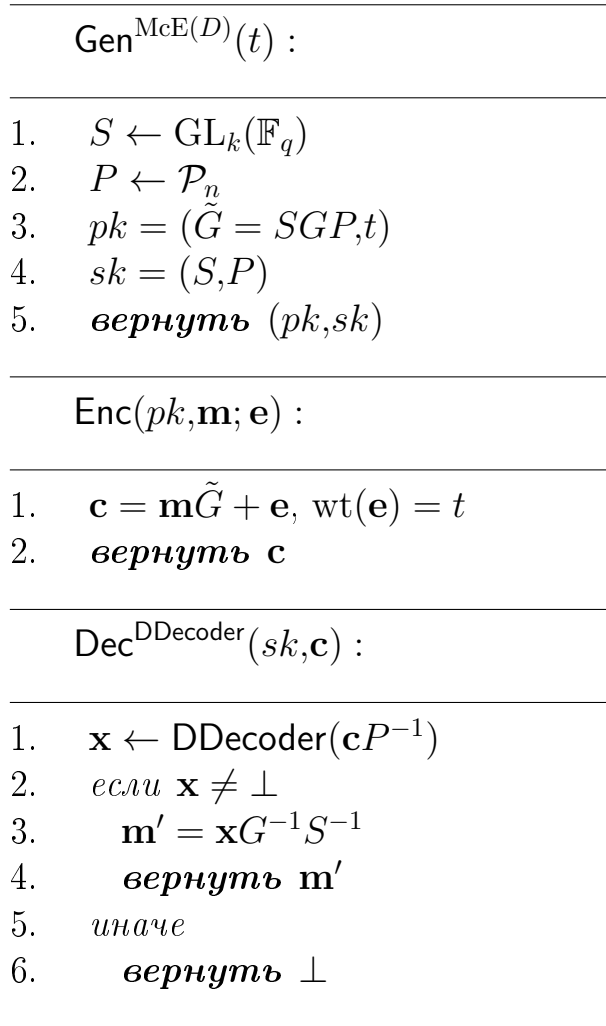 Gen^{McE(D)}(t) :
1. S ← GL_k(𝔽_q)
2. P ← 𝒫_n
3. pk = (G̃ = SGP,t)
4. sk = (S,P)
5. вернуть (pk,sk)
Enc(pk,m; e) :
1. c = mG̃ + e, wt(e) = t
2. вернуть c
Dec^{DDecoder}(sk,c) :
1. x ← DDecoder(cP^{−1})
2. если x ≠ ⊥
3. m′ = xG^{−1}S^{−1}
4. вернуть m′
5. иначе
6. вернуть ⊥